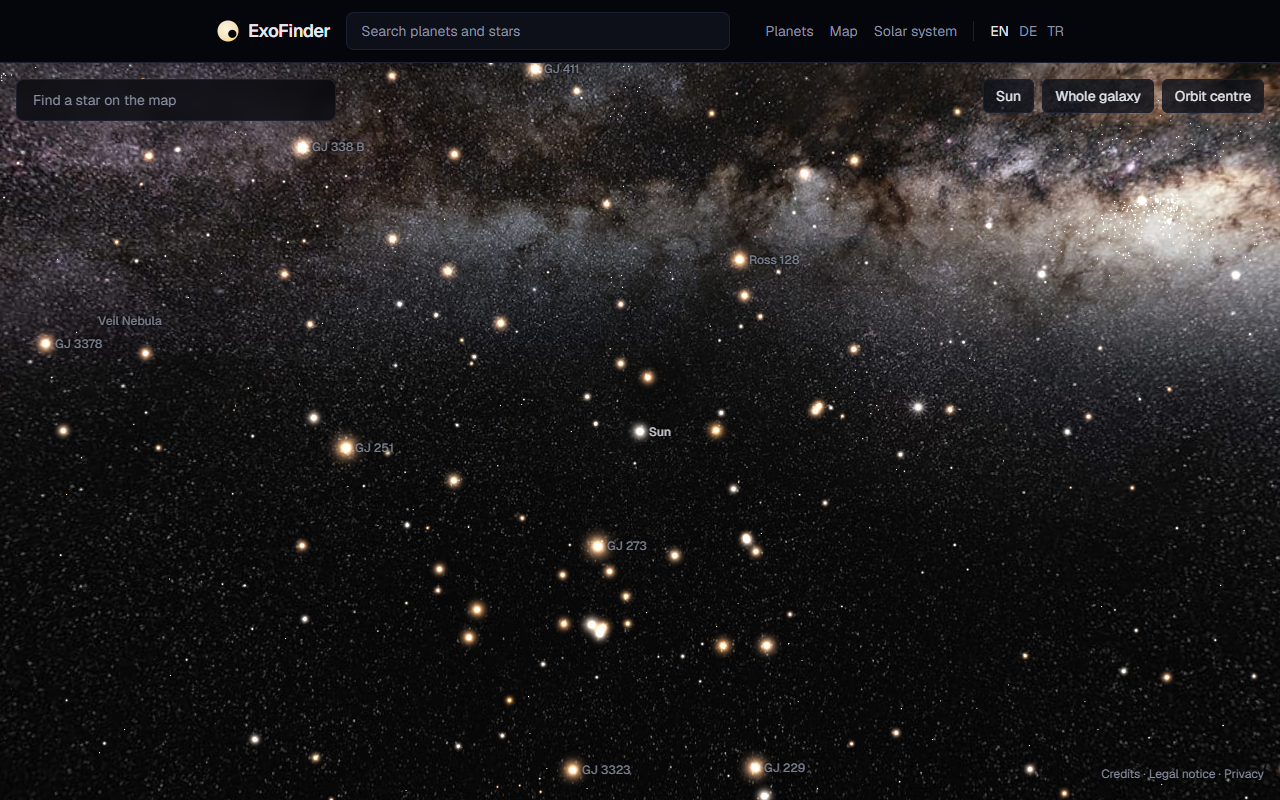 ExoFinder
Search planets and stars
Planets
Map
Solar system
EN
DE
TR
Find a star on the map
Sun
Whole galaxy
Orbit centre
GJ 411
GJ 338 B
Ross 128
Veil Nebula
GJ 3378
Sun
GJ 251
GJ 273
GJ 3323
GJ 229
Credits · Legal notice · Privacy